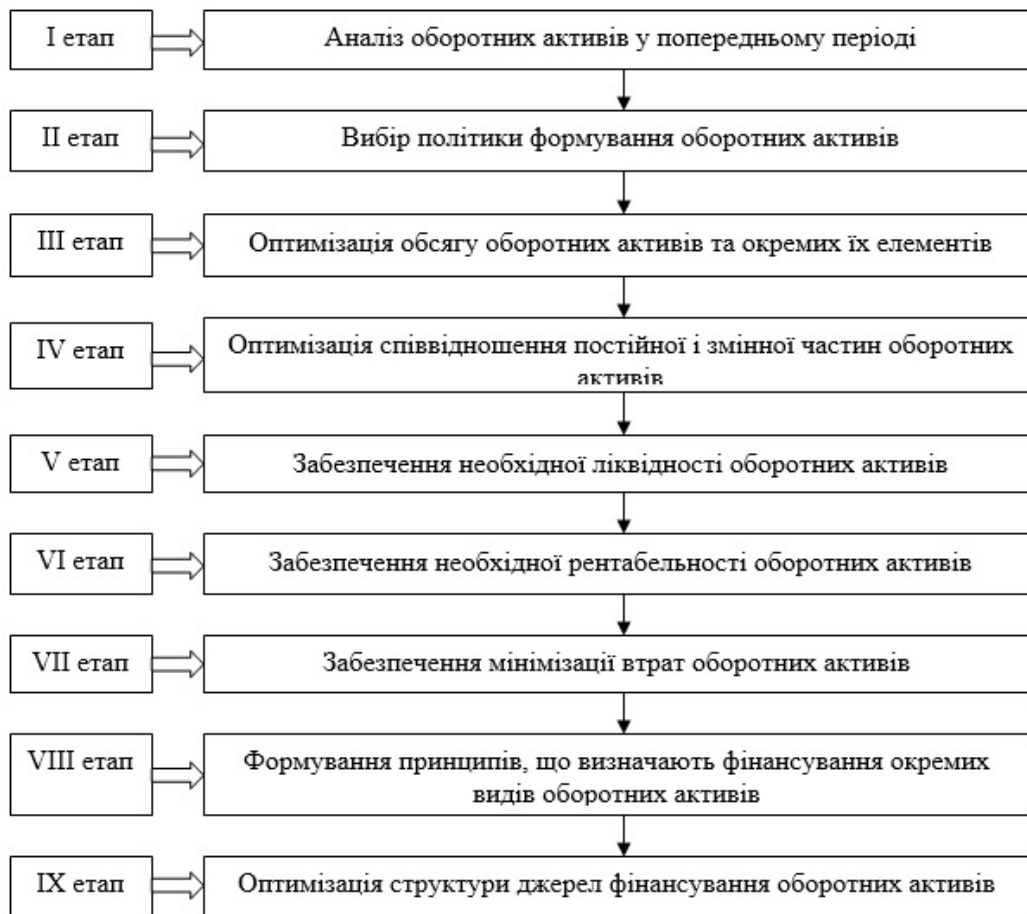 I етап
Аналіз оборотних активів у попередньому періоді
II етап
Вибір політики формування оборотних активів
III етап
Оптимізація обсягу оборотних активів та окремих їх елементів
IV етап
Оптимізація співвідношення постійної і змінної частин оборотних
активів
V етап
Забезпечення необхідної ліквідності оборотних активів
VI етап
Забезпечення необхідної рентабельності оборотних активів
VII етап
Забезпечення мінімізації втрат оборотних активів
VIII етап
Формування принципів, що визначають фінансування окремих
видів оборотних активів
IX етап
Оптимізація структури джерел фінансування оборотних активів